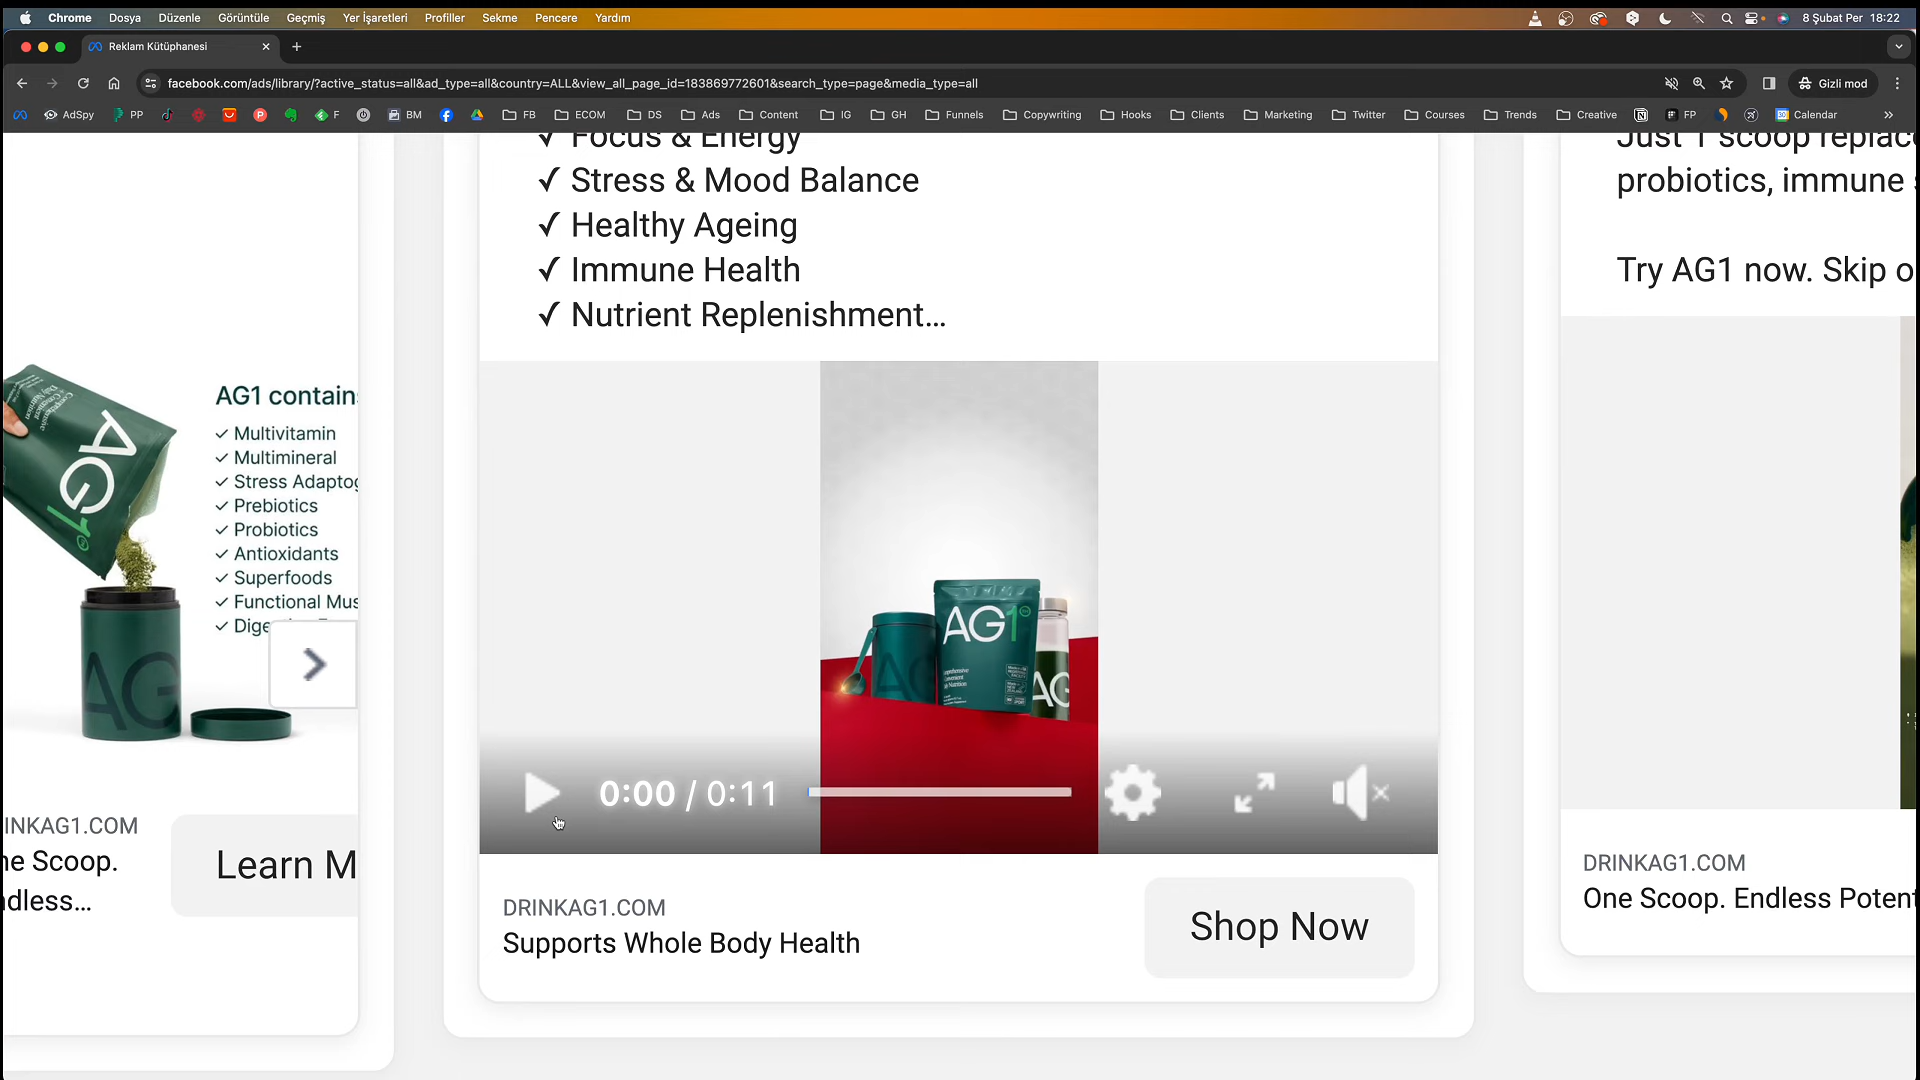 Chrome Dosya Düzenle Görüntüle Geçmiş Yer İşaretleri Profiller Sekme Pencere Yardım 8 Şubat Per 18:22
Reklam Kütüphanesi
facebook.com/ads/library/?active_status=all&ad_type=all&country=ALL&view_all_page_id=183869772601&search_type=page&media_type=all Gizli mod
AdSpy PP F BM FB ECOM DS Ads Content IG GH Funnels Copywriting Hooks Clients Marketing Twitter Courses Trends Creative FP Calendar
✓ Focus & Energy
✓ Stress & Mood Balance
✓ Healthy Ageing
✓ Immune Health
✓ Nutrient Replenishment...
AG1
AG1 contain
✓ Multivitamin
✓ Multimineral
✓ Stress Adaptog
✓ Prebiotics
✓ Probiotics
✓ Antioxidants
✓ Superfoods
✓ Functional Mus
✓ Dige
AG
INKAG1.COM
ne Scoop.
ndless...
Learn M
AG1
AG
0:00 / 0:11
DRINKAG1.COM
Supports Whole Body Health
Shop Now
Just 1 scoop replac
probiotics, immune s
Try AG1 now. Skip o
DRINKAG1.COM
One Scoop. Endless Potent